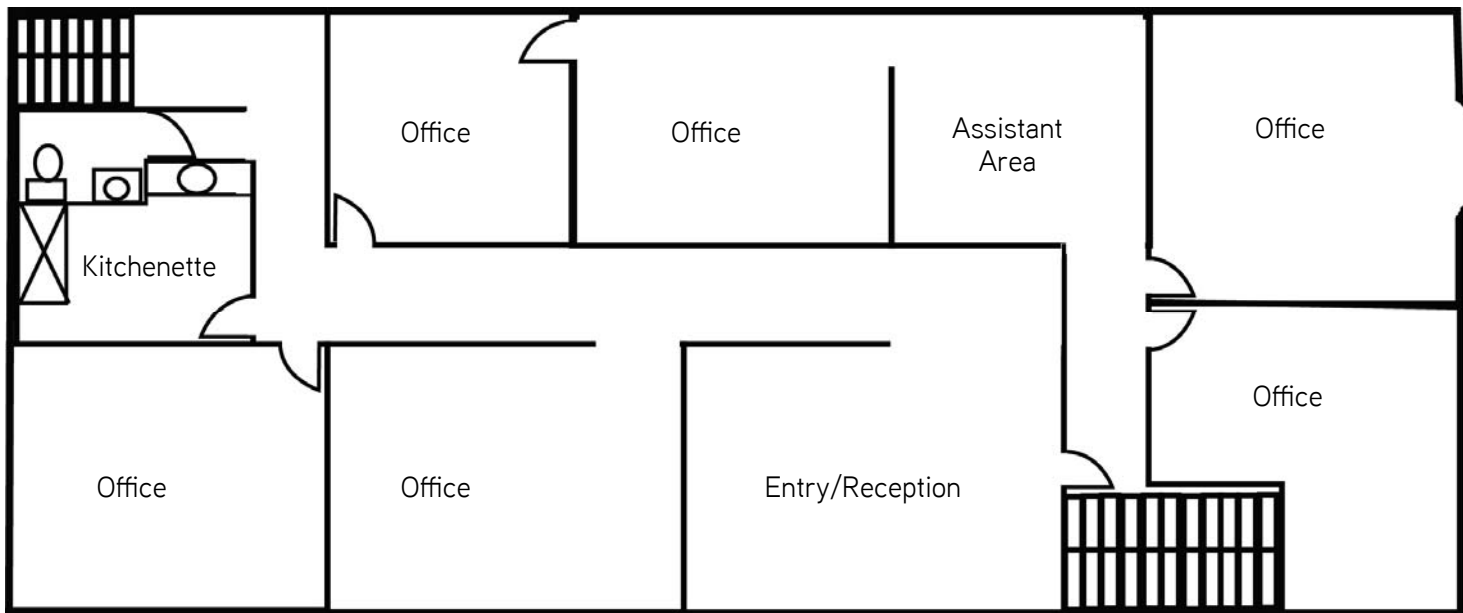 Office
Office
Assistant
Area
Office
Kitchenette
Office
Office
Office
Entry/Reception